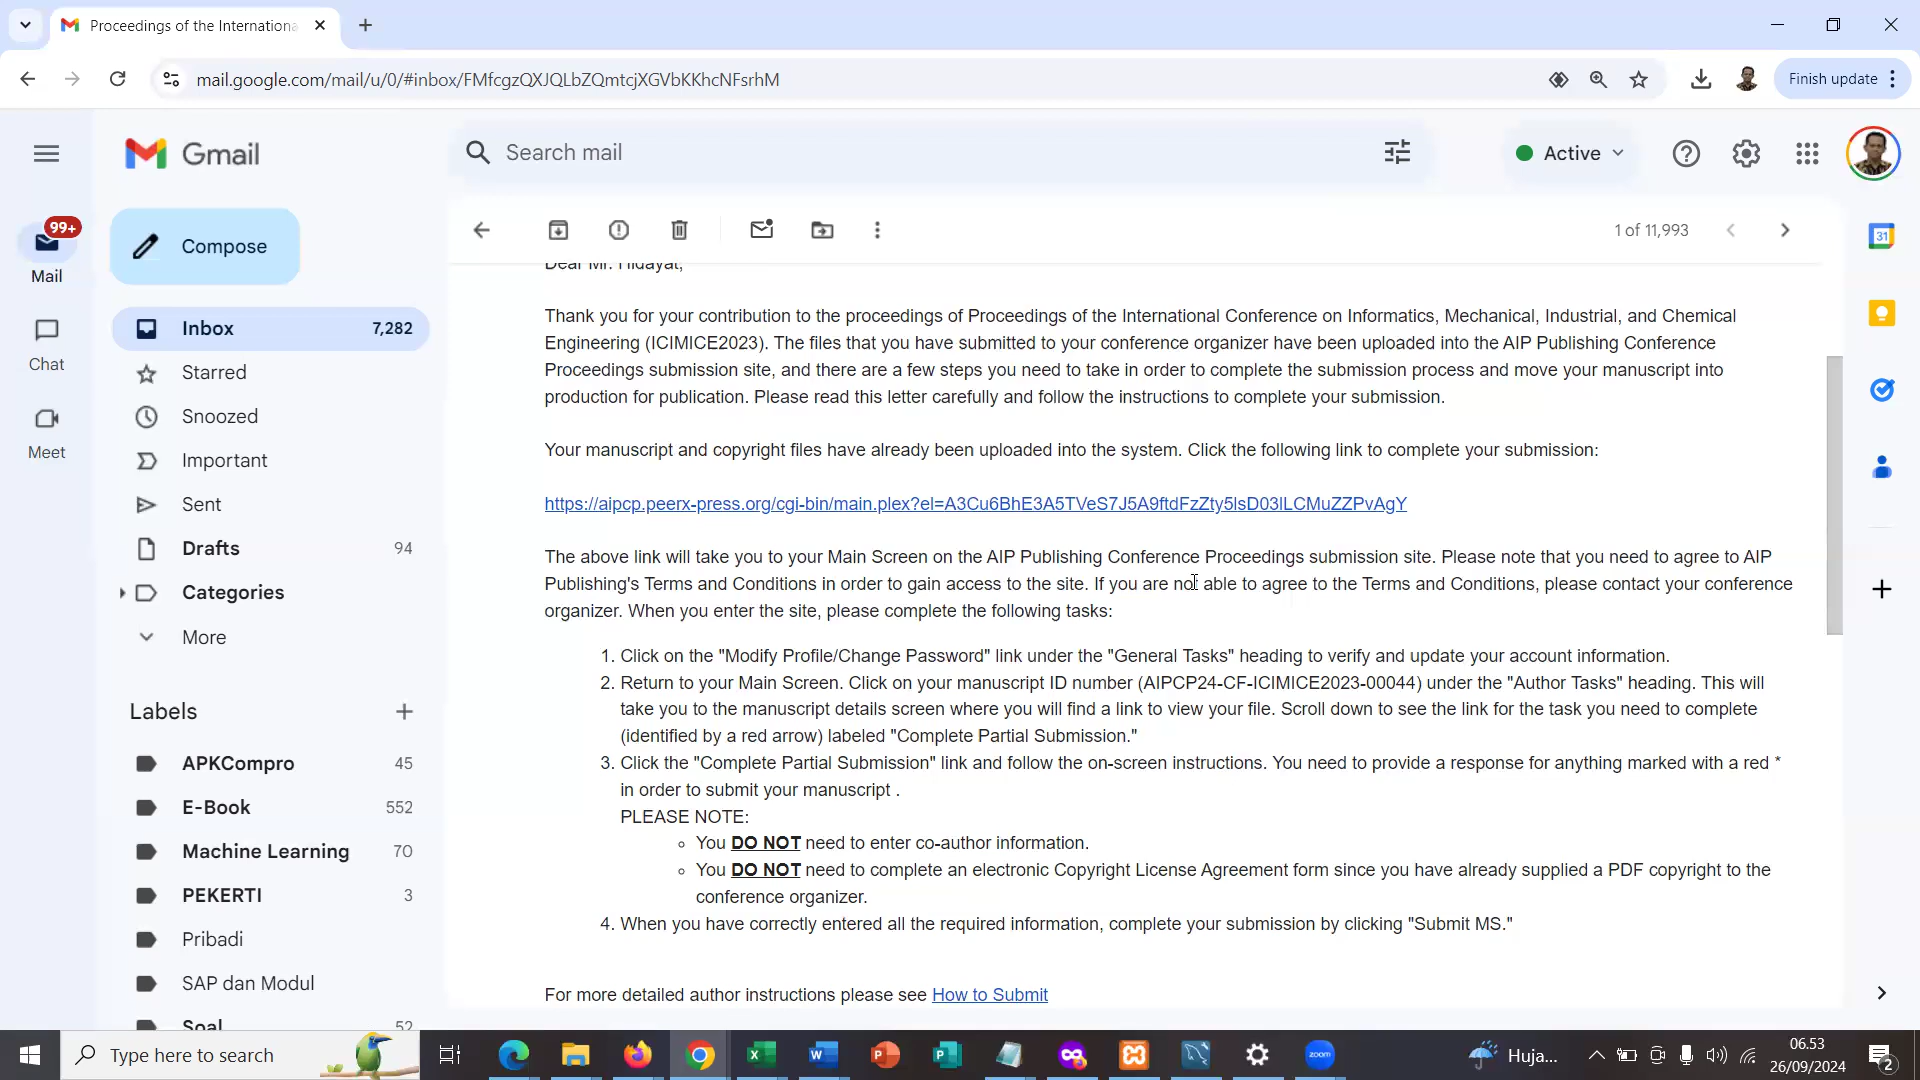 Proceedings of the Internationa
mail.google.com/mail/u/0/#inbox/FMfcgzQXJQLbZQmtcjXGVbKKhcNFsrhM
Finish update
Gmail
Search mail
Active
99+
Mail
Chat
Meet
Compose
Inbox 7,282
Starred
Snoozed
Important
Sent
Drafts 94
Categories
More
Labels
APKCompro 45
E-Book 552
Machine Learning 70
PEKERTI 3
Pribadi
SAP dan Modul
Soal 52
1 of 11,993
Dear Mr. Hidayat,
Thank you for your contribution to the proceedings of Proceedings of the International Conference on Informatics, Mechanical, Industrial, and Chemical
Engineering (ICIMICE2023). The files that you have submitted to your conference organizer have been uploaded into the AIP Publishing Conference
Proceedings submission site, and there are a few steps you need to take in order to complete the submission process and move your manuscript into
production for publication. Please read this letter carefully and follow the instructions to complete your submission.
Your manuscript and copyright files have already been uploaded into the system. Click the following link to complete your submission:
https://aipcp.peerx-press.org/cgi-bin/main.plex?el=A3Cu6BhE3A5TVeS7J5A9ftdFzZty5lsD03lLCMuZZPvAgY
The above link will take you to your Main Screen on the AIP Publishing Conference Proceedings submission site. Please note that you need to agree to AIP
Publishing's Terms and Conditions in order to gain access to the site. If you are not able to agree to the Terms and Conditions, please contact your conference
organizer. When you enter the site, please complete the following tasks:
1. Click on the "Modify Profile/Change Password" link under the "General Tasks" heading to verify and update your account information.
2. Return to your Main Screen. Click on your manuscript ID number (AIPCP24-CF-ICIMICE2023-00044) under the "Author Tasks" heading. This will
take you to the manuscript details screen where you will find a link to view your file. Scroll down to see the link for the task you need to complete
(identified by a red arrow) labeled "Complete Partial Submission."
3. Click the "Complete Partial Submission" link and follow the on-screen instructions. You need to provide a response for anything marked with a red *
in order to submit your manuscript .
PLEASE NOTE:
You DO NOT need to enter co-author information.
You DO NOT need to complete an electronic Copyright License Agreement form since you have already supplied a PDF copyright to the
conference organizer.
4. When you have correctly entered all the required information, complete your submission by clicking "Submit MS."
For more detailed author instructions please see How to Submit
31
Type here to search
zoom
Huja...
06.53
26/09/2024
2